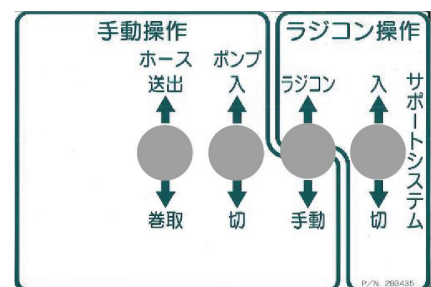 手動操作
ラジコン操作
ホース
ポンプ
送出
入
ラジコン
入
サポートシステム
巻取
切
手動
切
P/N. 293435